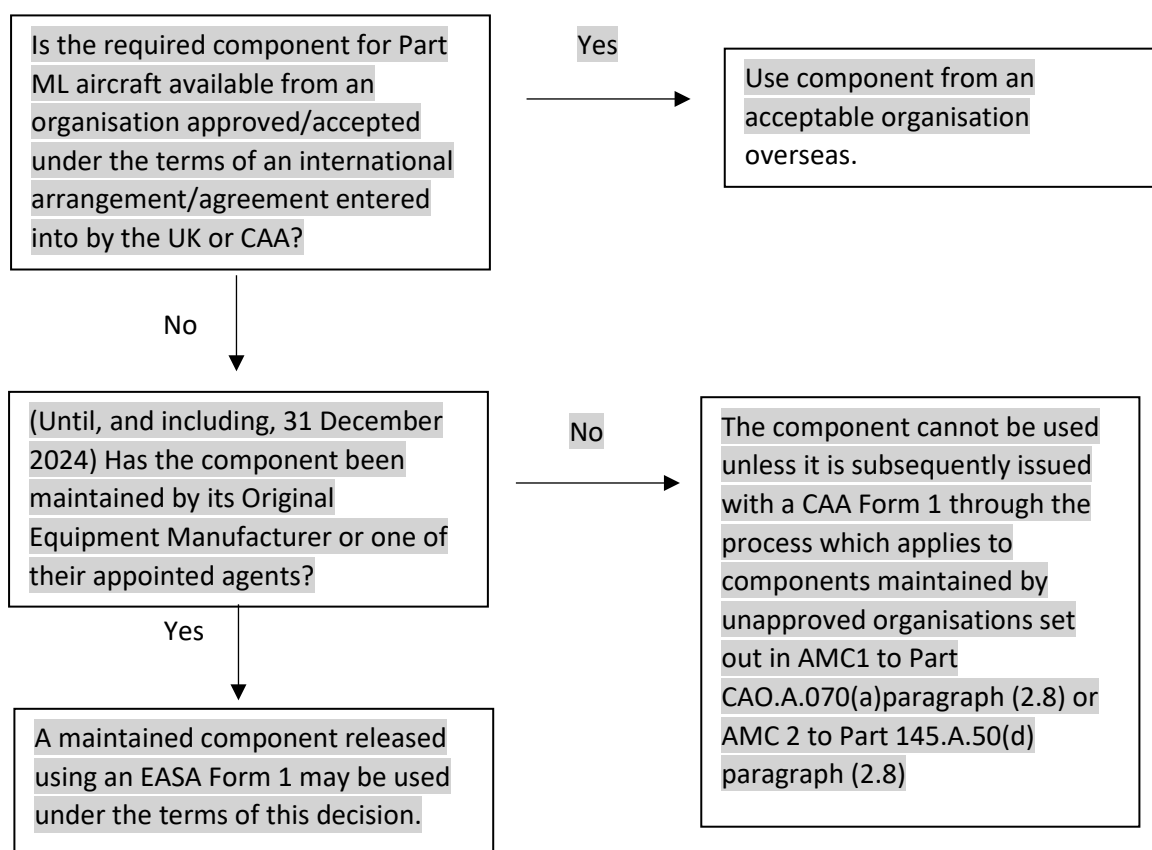 Is the required component for Part
ML aircraft available from an
organisation approved/accepted
under the terms of an international
arrangement/agreement entered
into by the UK or CAA?
Yes
Use component from an
acceptable organisation
overseas.
No
(Until, and including, 31 December
2024) Has the component been
maintained by its Original
Equipment Manufacturer or one of
their appointed agents?
No
The component cannot be used
unless it is subsequently issued
with a CAA Form 1 through the
process which applies to
components maintained by
unapproved organisations set
out in AMC1 to Part
CAO.A.070(a)paragraph (2.8) or
AMC 2 to Part 145.A.50(d)
paragraph (2.8)
Yes
A maintained component released
using an EASA Form 1 may be used
under the terms of this decision.